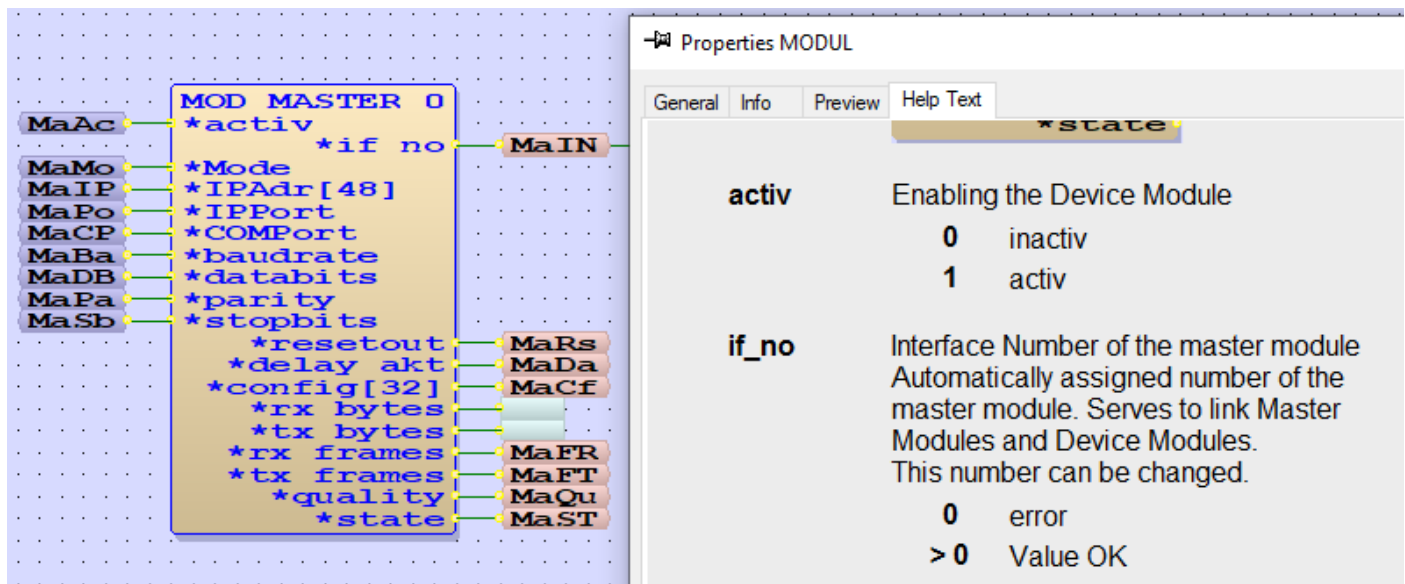 MOD MASTER 0
MaAc *activ
*if no MaIN
MaMo *Mode
MaIP *IPAdr[48]
MaPo *IPPort
MaCP *COMPort
MaBa *baudrate
MaDB *databits
MaPa *parity
MaSb *stopbits
*resetout MaRs
*delay akt MaDa
*config[32] MaCf
*rx bytes
*tx bytes
*rx frames MaFR
*tx frames MaFT
*quality MaQu
*state MaST
Properties MODUL
General Info Preview Help Text
*state
activ Enabling the Device Module
0 inactiv
1 activ
if_no Interface Number of the master module
Automatically assigned number of the
master module. Serves to link Master
Modules and Device Modules.
This number can be changed.
0 error
> 0 Value OK